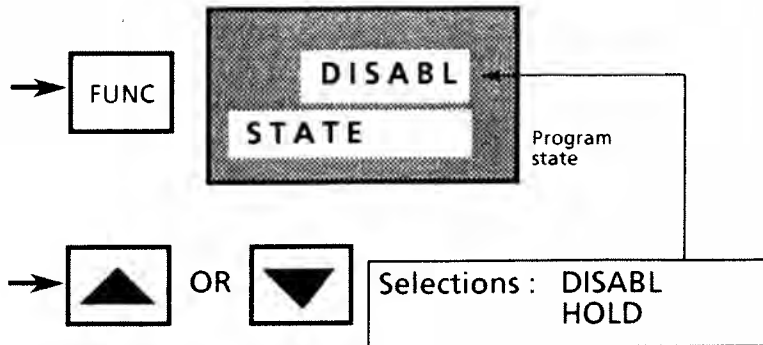 FUNC
DISABL
STATE
Program
state
OR
Selections : DISABL
HOLD